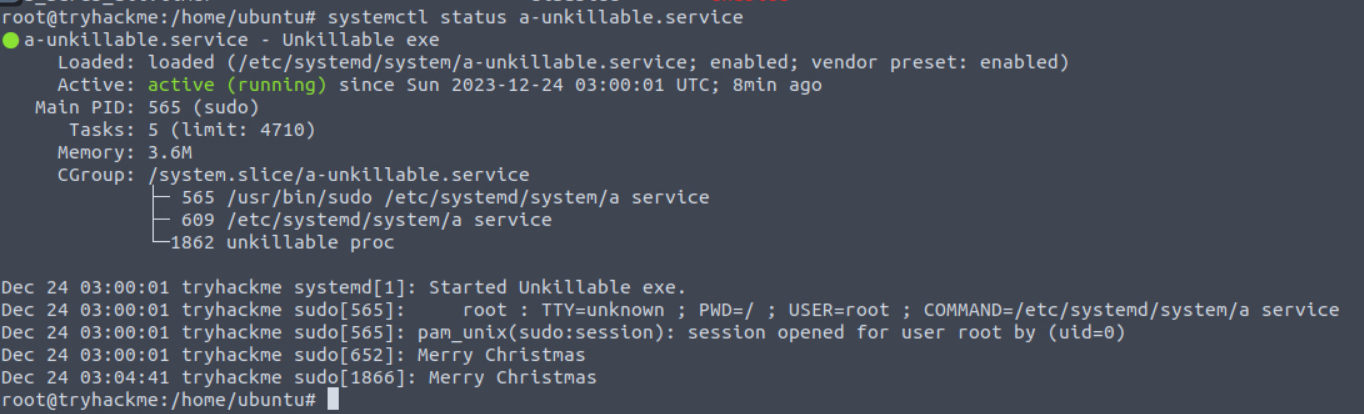 root@tryhackme:/home/ubuntu# systemctl status a-unkillable.service
a-unkillable.service - Unkillable exe
Loaded: loaded (/etc/systemd/system/a-unkillable.service; enabled; vendor preset: enabled)
Active: active (running) since Sun 2023-12-24 03:00:01 UTC; 8min ago
Main PID: 565 (sudo)
Tasks: 5 (limit: 4710)
Memory: 3.6M
CGroup: /system.slice/a-unkillable.service
├─ 565 /usr/bin/sudo /etc/systemd/system/a service
├─ 609 /etc/systemd/system/a service
└─1862 unkillable proc
Dec 24 03:00:01 tryhackme systemd[1]: Started Unkillable exe.
Dec 24 03:00:01 tryhackme sudo[565]:     root : TTY=unknown ; PWD=/ ; USER=root ; COMMAND=/etc/systemd/system/a service
Dec 24 03:00:01 tryhackme sudo[565]: pam_unix(sudo:session): session opened for user root by (uid=0)
Dec 24 03:00:01 tryhackme sudo[652]: Merry Christmas
Dec 24 03:04:41 tryhackme sudo[1866]: Merry Christmas
root@tryhackme:/home/ubuntu#